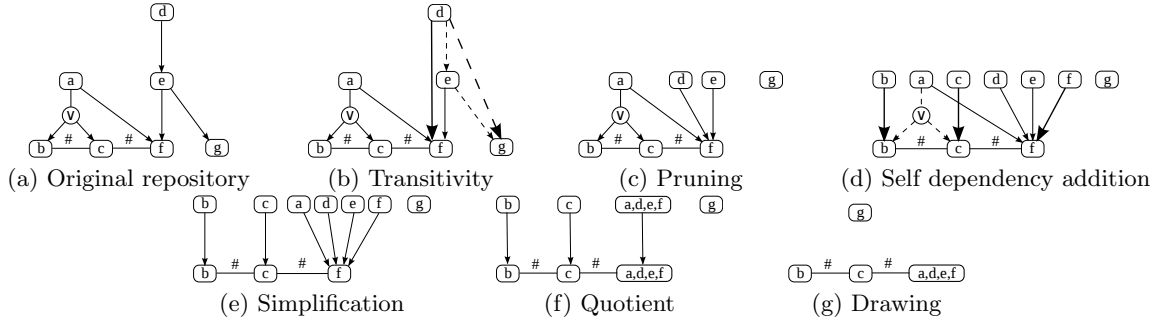 d d
a e a e a d e g b a c d e f g
∨ ∨ ∨ ∨
b # c # f g b # c # f g b # c # f b # c # f
(a) Original repository (b) Transitivity (c) Pruning (d) Self dependency addition
b c a d e f g b c a,d,e,f g g
b # c # f b # c # a,d,e,f b # c # a,d,e,f
(e) Simplification (f) Quotient (g) Drawing